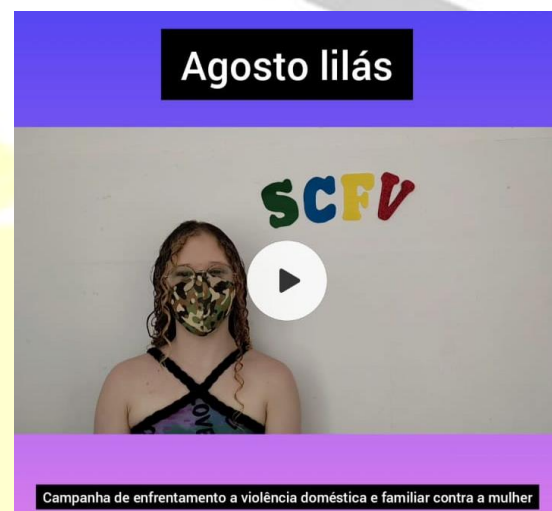 Agosto lilás
SCFV
Campanha de enfrentamento a violência doméstica e familiar contra a mulher